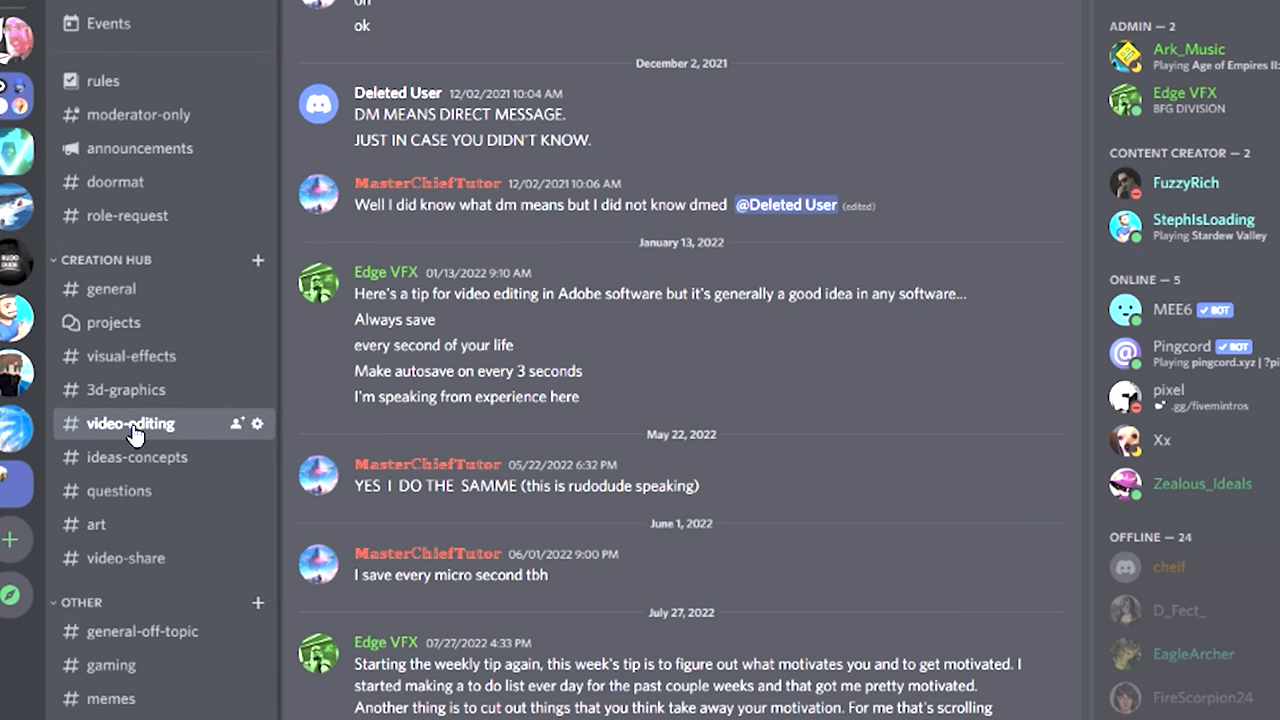 Events
rules
moderator-only
announcements
doormat
role-request
CREATION HUB
general
projects
visual-effects
3d-graphics
video-editing
ideas-concepts
questions
art
video-share
OTHER
general-off-topic
gaming
memes
oh
ok
December 2, 2021
Deleted User 12/02/2021 10:04 AM
DM MEANS DIRECT MESSAGE.
JUST IN CASE YOU DIDN'T KNOW.
MasterChiefTutor 12/02/2021 10:06 AM
Well I did know what dm means but I did not know dmed @Deleted User (edited)
January 13, 2022
Edge VFX 01/13/2022 9:10 AM
Here's a tip for video editing in Adobe software but it's generally a good idea in any software...
Always save
every second of your life
Make autosave on every 3 seconds
I'm speaking from experience here
May 22, 2022
MasterChiefTutor 05/22/2022 6:32 PM
YES I DO THE SAMME (this is rudodude speaking)
June 1, 2022
MasterChiefTutor 06/01/2022 9:00 PM
I save every micro second tbh
July 27, 2022
Edge VFX 07/27/2022 4:33 PM
Starting the weekly tip again, this week's tip is to figure out what motivates you and to get motivated. I
started making a to do list ever day for the past couple weeks and that got me pretty motivated.
Another thing is to cut out things that you think take away your motivation. For me that's scrolling
ADMIN — 2
Ark_Music
Playing Age of Empires II:
Edge VFX
BFG DIVISION
CONTENT CREATOR — 2
FuzzyRich
StephIsLoading
Playing Stardew Valley
ONLINE — 5
MEE6 ✓ BOT
Pingcord ✓ BOT
Playing pingcord.xyz | ?pi
pixel
.gg/fivemintros
Xx
Zealous_Ideals
OFFLINE — 24
cheif
D_Fect_
EagleArcher
FireScorpion24